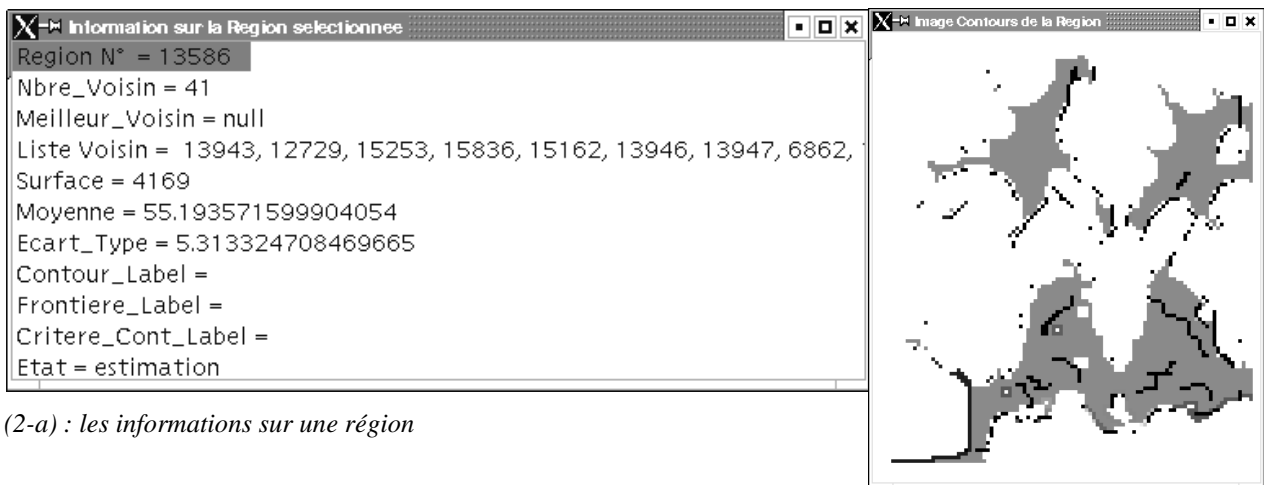 Information sur la Region selectionnee
Region N° = 13586
Nbre_Voisin = 41
Meilleur_Voisin = null
Liste Voisin = 13943, 12729, 15253, 15836, 15162, 13946, 13947, 6862,
Surface = 4169
Moyenne = 55.193571599904054
Ecart_Type = 5.313324708469665
Contour_Label =
Frontiere_Label =
Critere_Cont_Label =
Etat = estimation
(2-a) : les informations sur une région
Image Contours de la Region